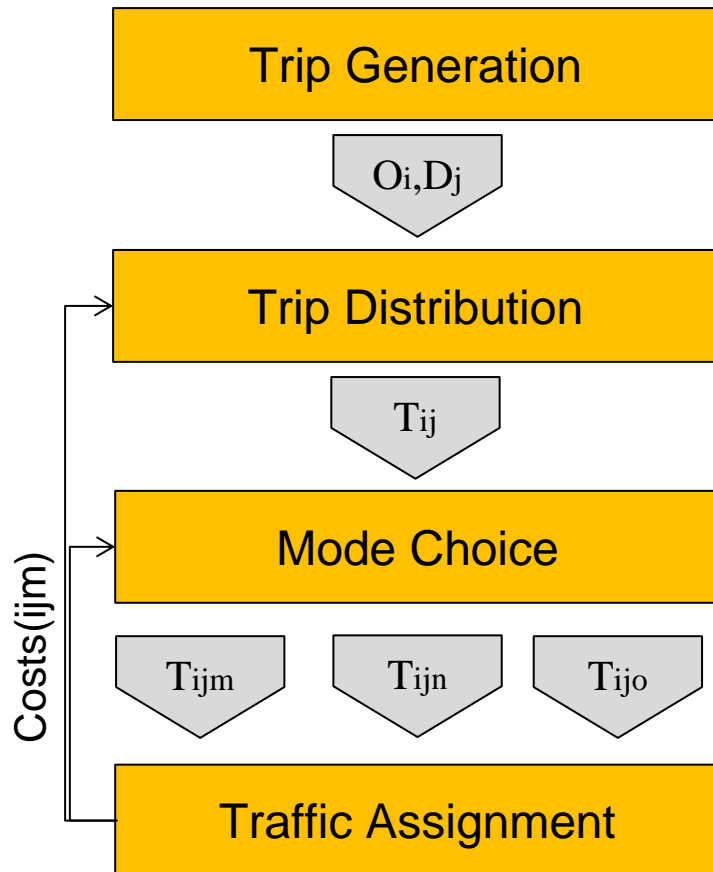 Trip Generation
Oi,Dj
Trip Distribution
Tij
Mode Choice
Costs(ijm)
Tijm Tijn Tijo
Traffic Assignment